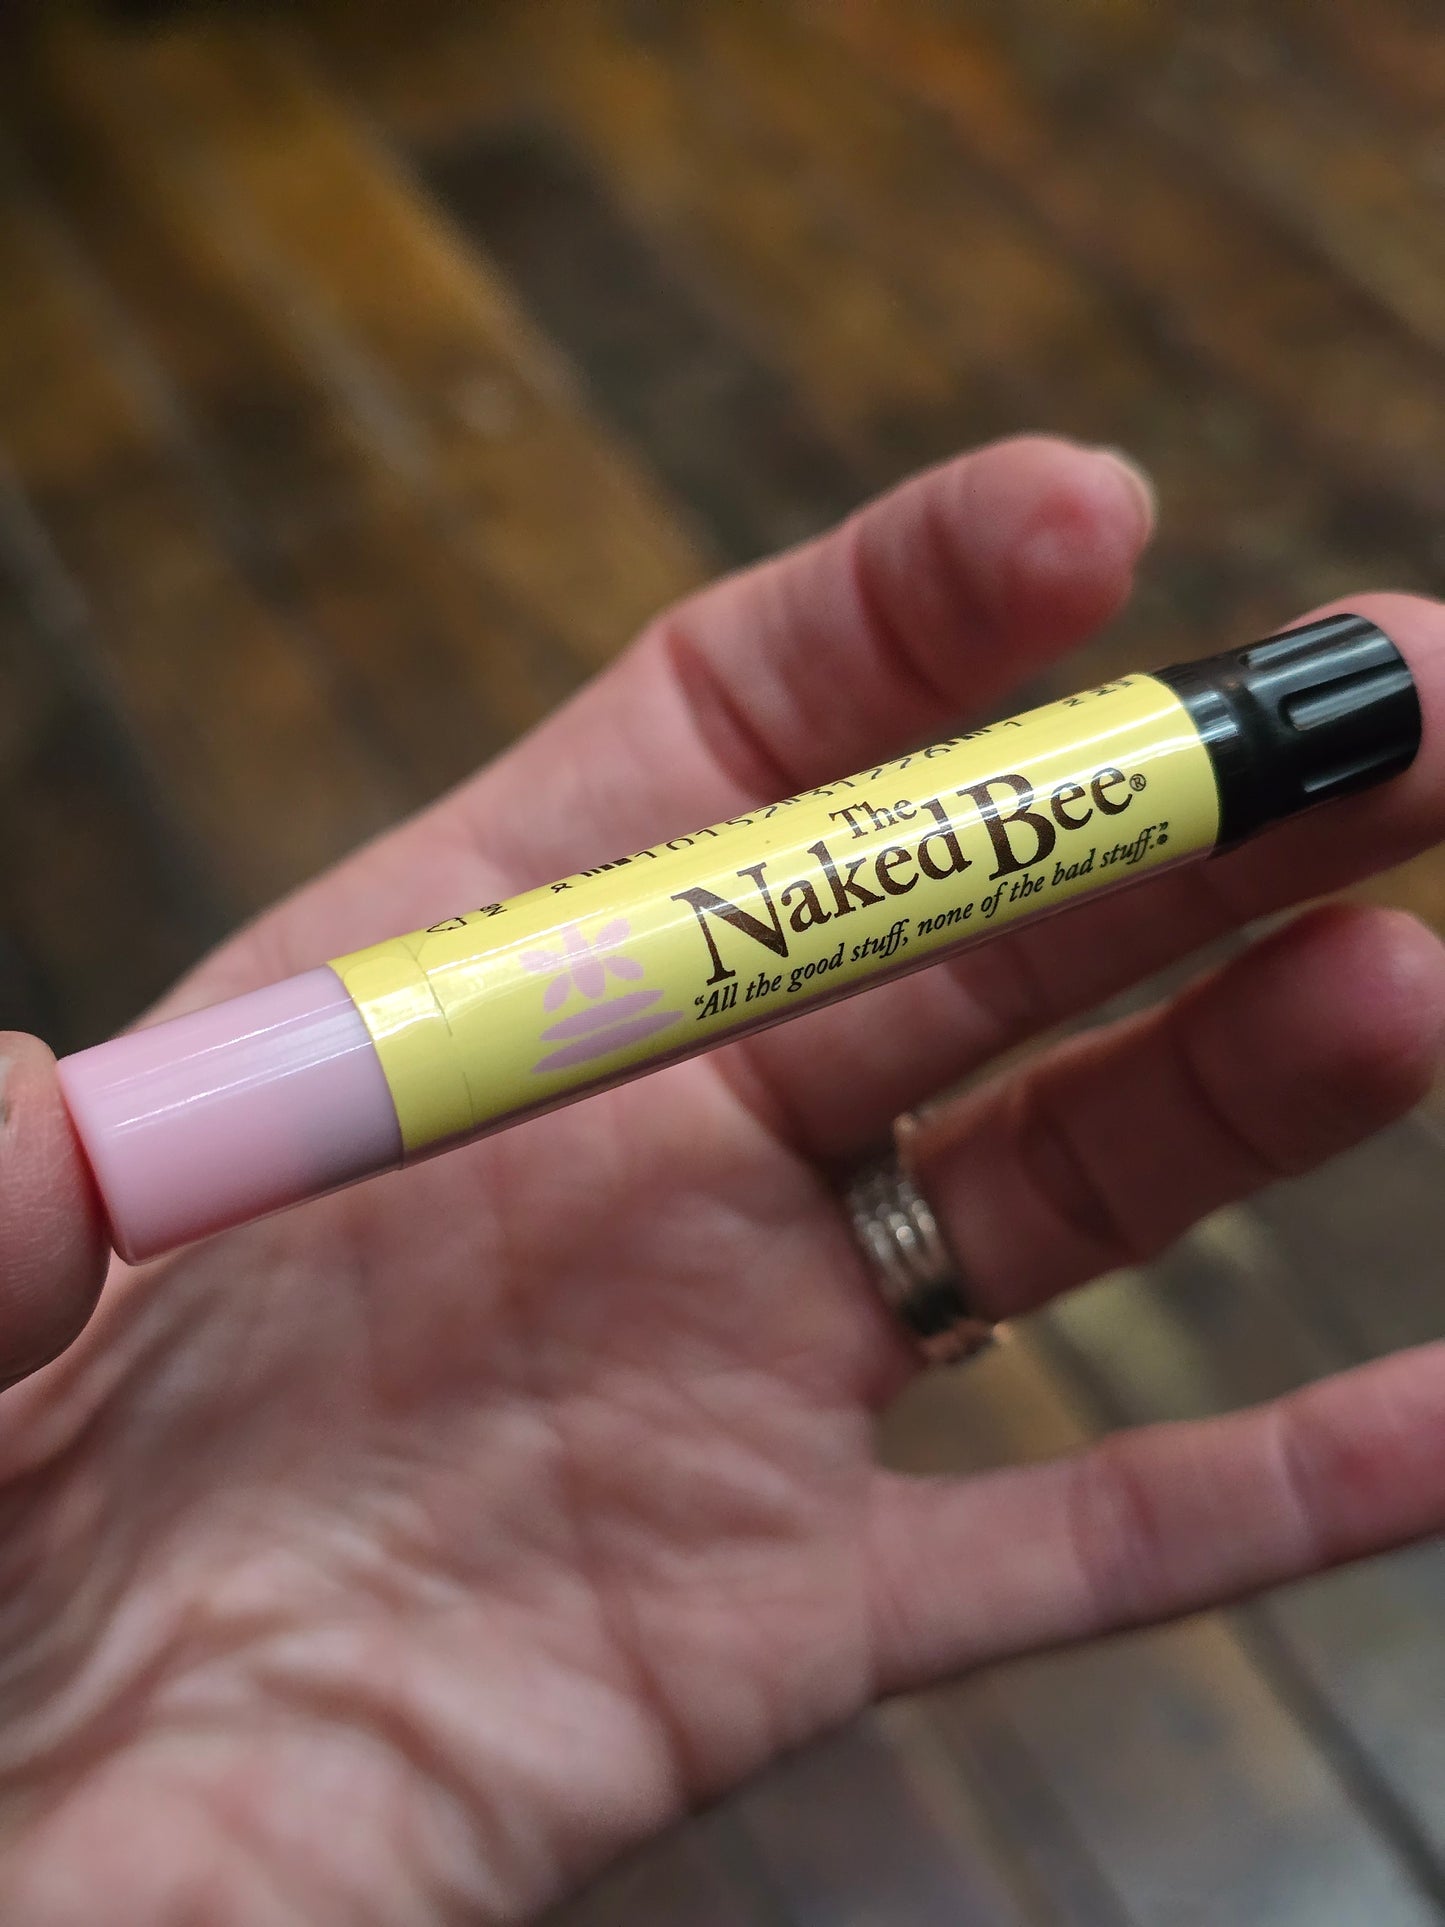 The
Naked Bee®
“All the good stuff, none of the bad stuff.”®